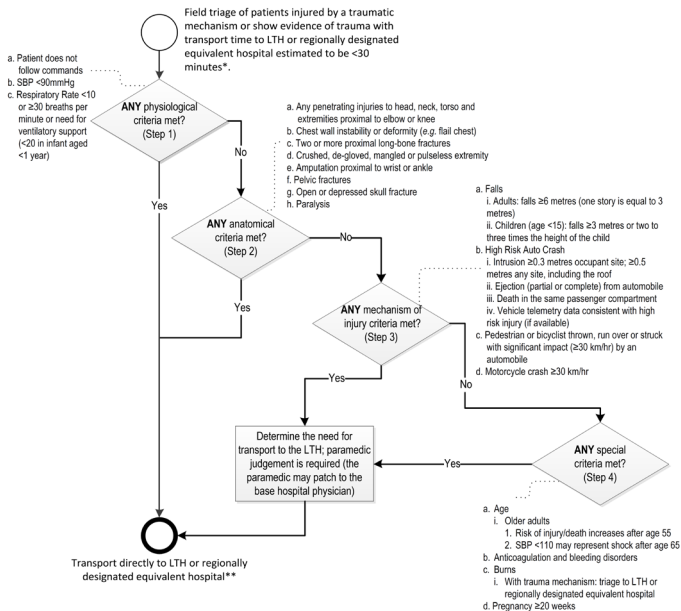 Field triage of patients injured by a traumatic
mechanism or show evidence of trauma with
transport time to LTH or regionally designated
equivalent hospital estimated to be <30
minutes*.
a. Patient does not
follow commands
b. SBP <90mmHg
c. Respiratory Rate <10
or ≥30 breaths per
minute or need for
ventilatory support
(<20 in infant aged
<1 year)
ANY physiological
criteria met?
(Step 1)
No
Yes
a. Any penetrating injuries to head, neck, torso and
extremities proximal to elbow or knee
b. Chest wall instability or deformity (e.g. flail chest)
c. Two or more proximal long-bone fractures
d. Crushed, de-gloved, mangled or pulseless extremity
e. Amputation proximal to wrist or ankle
f. Pelvic fractures
g. Open or depressed skull fracture
h. Paralysis
ANY anatomical
criteria met?
(Step 2)
No
Yes
a. Falls
i. Adults: falls ≥6 metres (one story is equal to 3
metres)
ii. Children (age <15): falls ≥3 metres or two to
three times the height of the child
b. High Risk Auto Crash
i. Intrusion ≥0.3 metres occupant site; ≥0.5
metres any site, including the roof
ii. Ejection (partial or complete) from automobile
iii. Death in the same passenger compartment
iv. Vehicle telemetry data consistent with high
risk injury (if available)
c. Pedestrian or bicyclist thrown, run over or struck
with significant impact (≥30 km/hr) by an
automobile
d. Motorcycle crash ≥30 km/hr
ANY mechanism of
injury criteria met?
(Step 3)
Yes
No
Determine the need for
transport to the LTH; paramedic
judgement is required (the
paramedic may patch to the
base hospital physician)
Yes
ANY special
criteria met?
(Step 4)
a. Age
i. Older adults
1. Risk of injury/death increases after age 55
2. SBP <110 may represent shock after age 65
b. Anticoagulation and bleeding disorders
c. Burns
i. With trauma mechanism: triage to LTH or
regionally designated equivalent hospital
d. Pregnancy ≥20 weeks
Transport directly to LTH or regionally
designated equivalent hospital**